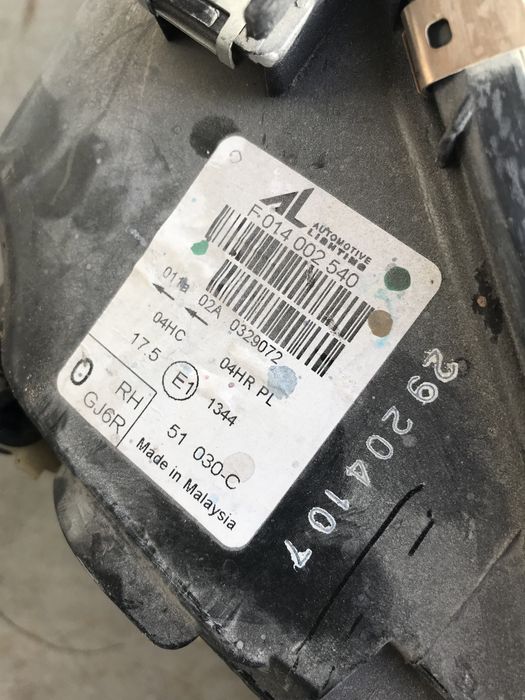 AL
AUTOMOTIVE
LIGHTING
F.014 002 540
02A 0329072
04HC 04HR PL
17.5 E1 1344
RH
GJ6R
51 030-C
Made in Malaysia
29204107